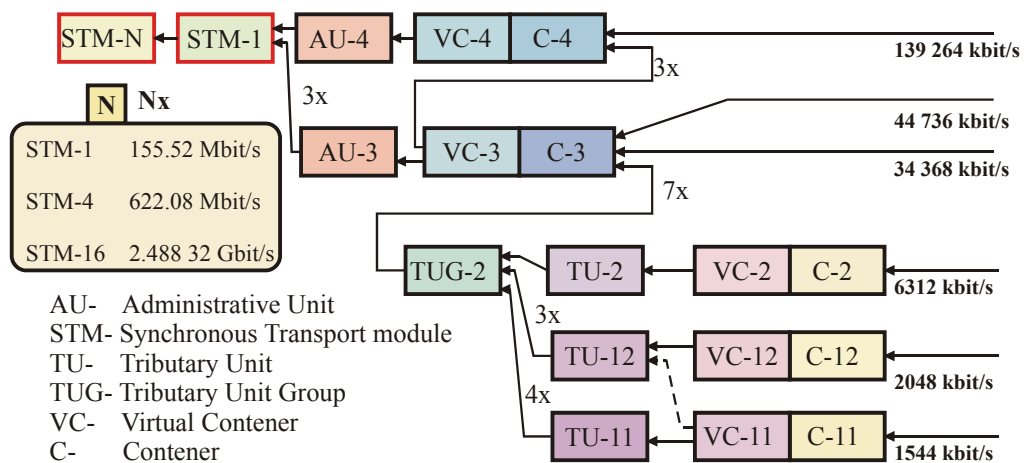 STM-N
STM-1
AU-4
VC-4
C-4
139 264 kbit/s
3x
3x
N
Nx
44 736 kbit/s
STM-1 155.52 Mbit/s
AU-3
VC-3
C-3
34 368 kbit/s
STM-4 622.08 Mbit/s
7x
STM-16 2.488 32 Gbit/s
TUG-2
TU-2
VC-2
C-2
6312 kbit/s
AU- Administrative Unit
3x
STM- Synchronous Transport module
TU-12
VC-12
C-12
TU- Tributary Unit
2048 kbit/s
TUG- Tributary Unit Group
4x
VC- Virtual Contener
TU-11
VC-11
C-11
C- Contener
1544 kbit/s